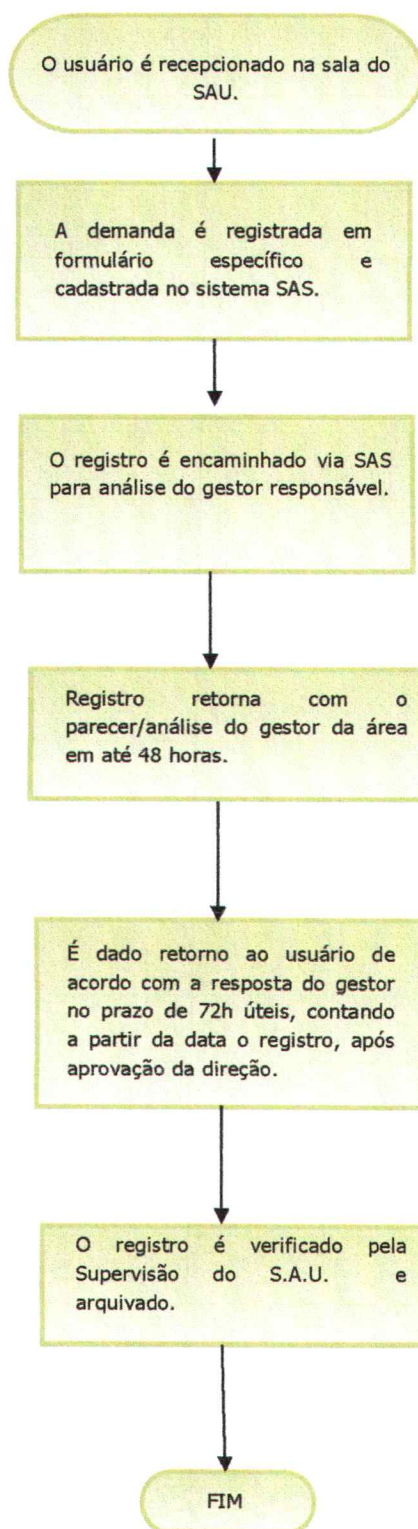 O usuário é recepcionado na sala do
SAU.
A demanda é registrada em
formulário específico e
cadastrada no sistema SAS.
O registro é encaminhado via SAS
para análise do gestor responsável.
Registro retorna com o
parecer/análise do gestor da área
em até 48 horas.
É dado retorno ao usuário de
acordo com a resposta do gestor
no prazo de 72h úteis, contando
a partir da data o registro, após
aprovação da direção.
O registro é verificado pela
Supervisão do S.A.U. e
arquivado.
FIM